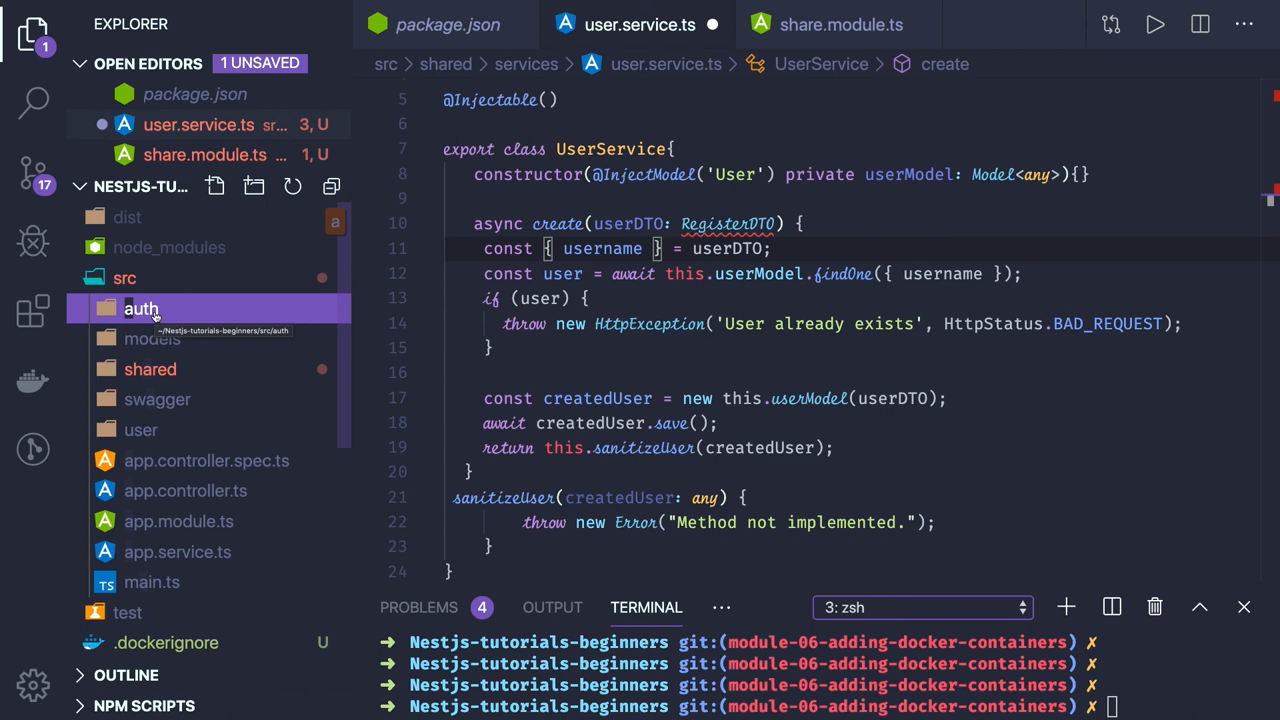 EXPLORER
1
OPEN EDITORS 1 UNSAVED
package.json
user.service.ts sr... 3, U
share.module.ts ... 1, U
17
NESTJS-TU...
dist
a
node_modules
src
auth
~/Nestjs-tutorials-beginners/src/auth
models
shared
swagger
user
app.controller.spec.ts
app.controller.ts
app.module.ts
app.service.ts
TS main.ts
test
.dockerignore U
OUTLINE
NPM SCRIPTS
package.json user.service.ts share.module.ts
src > shared > services > user.service.ts > UserService > create
5 @Injectable()
6
7 export class UserService{
8 constructor(@InjectModel('User') private userModel: Model<any>){}
9
10 async create(userDTO: RegisterDTO) {
11 const { username } = userDTO;
12 const user = await this.userModel.findOne({ username });
13 if (user) {
14 throw new HttpException('User already exists', HttpStatus.BAD_REQUEST);
15 }
16
17 const createdUser = new this.userModel(userDTO);
18 await createdUser.save();
19 return this.sanitizeUser(createdUser);
20 }
21 sanitizeUser(createdUser: any) {
22 throw new Error("Method not implemented.");
23 }
24 }
PROBLEMS 4 OUTPUT TERMINAL ... 3: zsh
➜ Nestjs-tutorials-beginners git:(module-06-adding-docker-containers) ✗
➜ Nestjs-tutorials-beginners git:(module-06-adding-docker-containers) ✗
➜ Nestjs-tutorials-beginners git:(module-06-adding-docker-containers) ✗
➜ Nestjs-tutorials-beginners git:(module-06-adding-docker-containers) ✗